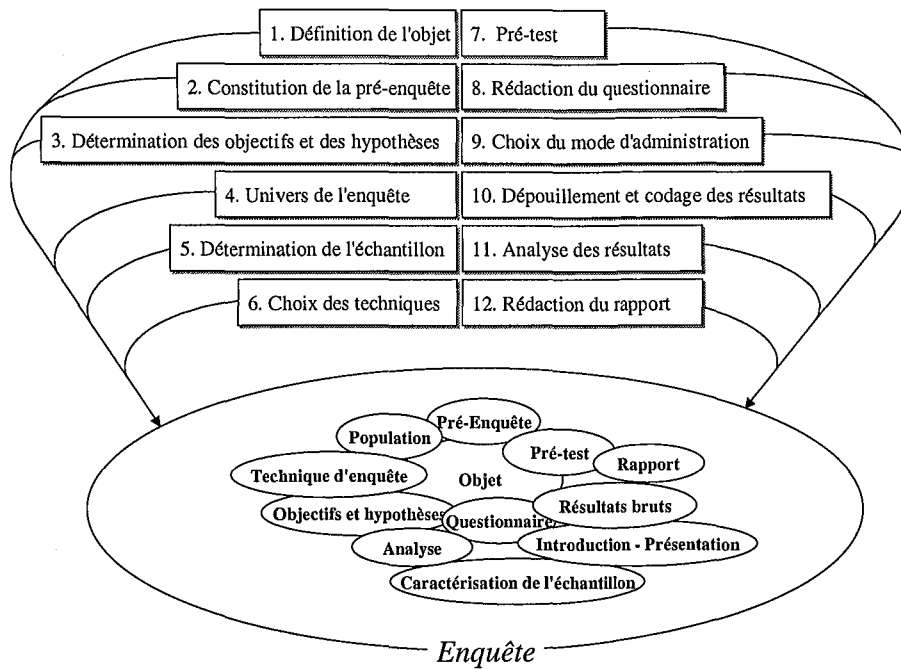 1. Définition de l'objet
7. Pré-test
2. Constitution de la pré-enquête
8. Rédaction du questionnaire
3. Détermination des objectifs et des hypothèses
9. Choix du mode d'administration
4. Univers de l'enquête
10. Dépouillement et codage des résultats
5. Détermination de l'échantillon
11. Analyse des résultats
6. Choix des techniques
12. Rédaction du rapport
Pré-Enquête
Population
Pré-test
Rapport
Technique d'enquête
Objet
Résultats bruts
Objectifs et hypothèses
Questionnaire
Analyse
Introduction - Présentation
Caractérisation de l'échantillon
Enquête